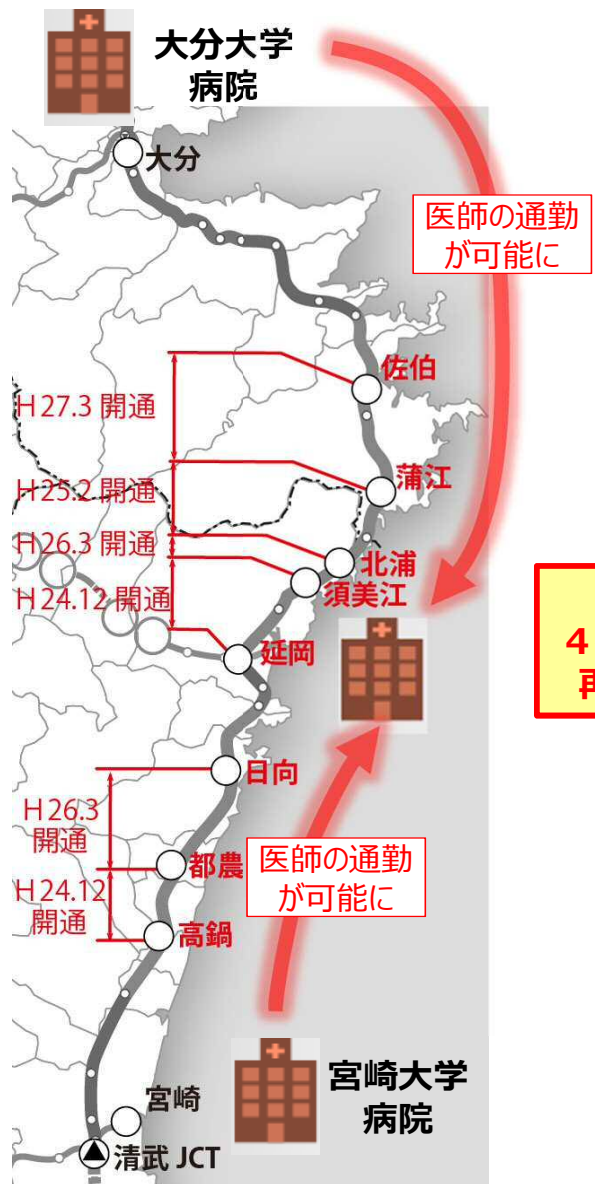 大分大学
病院
大分
医師の通勤
が可能に
佐伯
H27.3 開通
蒲江
H25.2 開通
H26.3 開通
北浦
須美江
H24.12 開通
延岡
4
再
日向
H26.3
開通
都農
医師の通勤
が可能に
H24.12
開通
高鍋
宮崎大学
病院
宮崎
清武 JCT